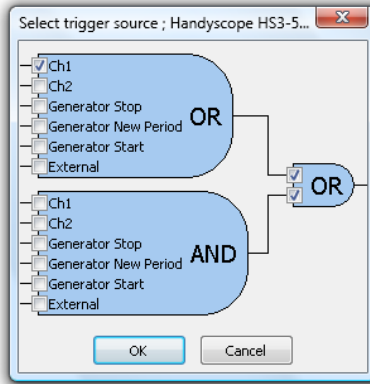 Select trigger source ; Handyscope HS3-5...
Ch1
Ch2
Generator Stop
Generator New Period
Generator Start
External
OR
Ch1
Ch2
Generator Stop
Generator New Period
Generator Start
External
AND
OR
OK
Cancel